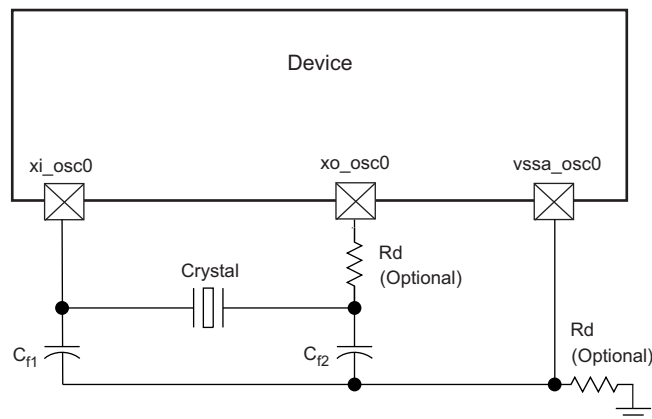 Device
xi_osc0
xo_osc0
vssa_osc0
Rd
(Optional)
Crystal
Rd
(Optional)
Cf1
Cf2